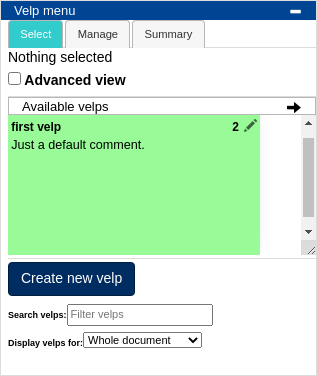 Velp menu
Select Manage Summary
Nothing selected
Advanced view
Available velps
first velp 2
Just a default comment.
Create new velp
Search velps: Filter velps
Display velps for: Whole document